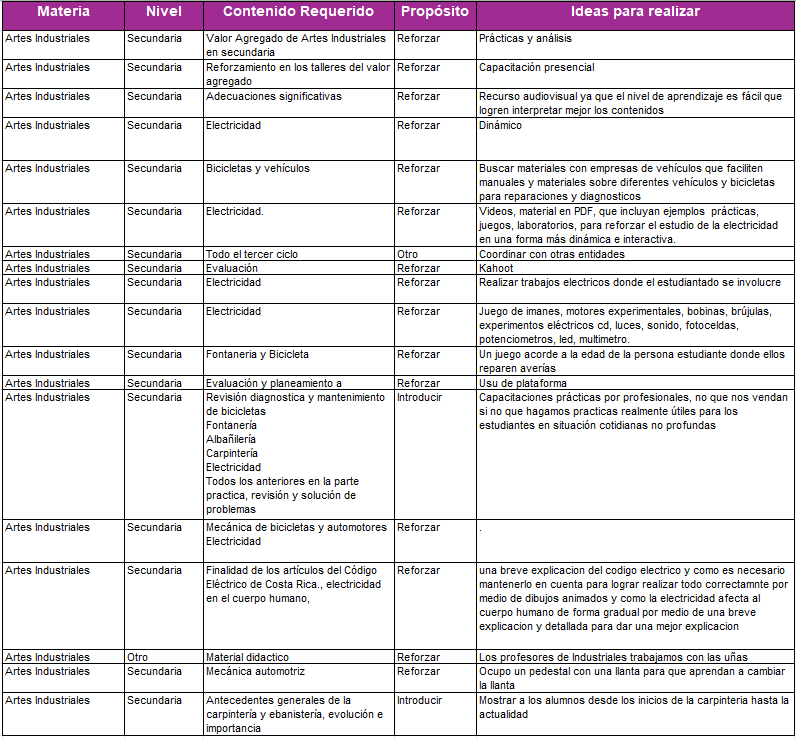 Materia Nivel Contenido Requerido Propósito Ideas para realizar
Artes Industriales Secundaria Valor Agregado de Artes Industriales Reforzar Prácticas y análisis
en secundaria
Artes Industriales Secundaria Reforzamiento en los talleres del valor Reforzar Capacitación presencial
agregado
Artes Industriales Secundaria Adecuaciones significativas Reforzar Recurso audiovisual ya que el nivel de aprendizaje es fácil que
logren interpretar mejor los contenidos
Artes Industriales Secundaria Electricidad Reforzar Dinámico
Artes Industriales Secundaria Bicicletas y vehículos Reforzar Buscar materiales con empresas de vehículos que faciliten
manuales y materiales sobre diferentes vehículos y bicicletas
para reparaciones y diagnosticos
Artes Industriales Secundaria Electricidad. Reforzar Videos, material en PDF, que incluyan ejemplos prácticas,
juegos, laboratorios, para reforzar el estudio de la electricidad
en una forma más dinámica e interactiva.
Artes Industriales Secundaria Todo el tercer ciclo Otro Coordinar con otras entidades
Artes Industriales Secundaria Evaluación Reforzar Kahoot
Artes Industriales Secundaria Electricidad Reforzar Realizar trabajos electricos donde el estudiantado se involucre
Artes Industriales Secundaria Electricidad Reforzar Juego de imanes, motores experimentales, bobinas, brújulas,
experimentos eléctricos cd, luces, sonido, fotoceldas,
potenciometros, led, multimetro.
Artes Industriales Secundaria Fontaneria y Bicicleta Reforzar Un juego acorde a la edad de la persona estudiante donde ellos
reparen averías
Artes Industriales Secundaria Evaluación y planeamiento a Reforzar Usu de plataforma
Artes Industriales Secundaria Revisión diagnostica y mantenimiento Introducir Capacitaciones prácticas por profesionales, no que nos vendan
de bicicletas si no que hagamos practicas realmente útiles para los
Fontanería estudiantes en situación cotidianas no profundas
Albañilería
Carpintería
Electricidad
Todos los anteriores en la parte
practica, revisión y solución de
problemas
Artes Industriales Secundaria Mecánica de bicicletas y automotores Reforzar .
Electricidad
Artes Industriales Secundaria Finalidad de los artículos del Código Reforzar una breve explicacion del codigo electrico y como es necesario
Eléctrico de Costa Rica., electricidad mantenerlo en cuenta para lograr realizar todo correctamnte por
en el cuerpo humano, medio de dibujos animados y como la electricidad afecta al
cuerpo humano de forma gradual por medio de una breve
explicacion y detallada para dar una mejor explicacion
Artes Industriales Otro Material didactico Reforzar Los profesores de Industriales trabajamos con las uñas
Artes Industriales Secundaria Mecánica automotriz Reforzar Ocupo un pedestal con una llanta para que aprendan a cambiar
la llanta
Artes Industriales Secundaria Antecedentes generales de la Introducir Mostrar a los alumnos desde los inicios de la carpinteria hasta la
carpintería y ebanistería, evolución e actualidad
importancia